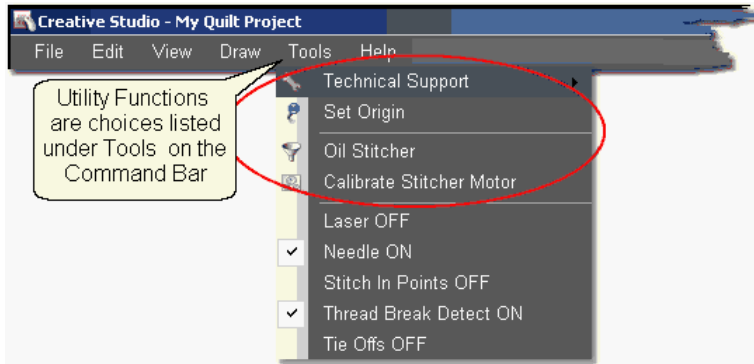 Creative Studio - My Quilt Project
File Edit View Draw Tools Help
Utility Functions
are choices listed
under Tools on the
Command Bar
Technical Support
Set Origin
Oil Stitcher
Calibrate Stitcher Motor
Laser OFF
Needle ON
Stitch In Points OFF
Thread Break Detect ON
Tie Offs OFF